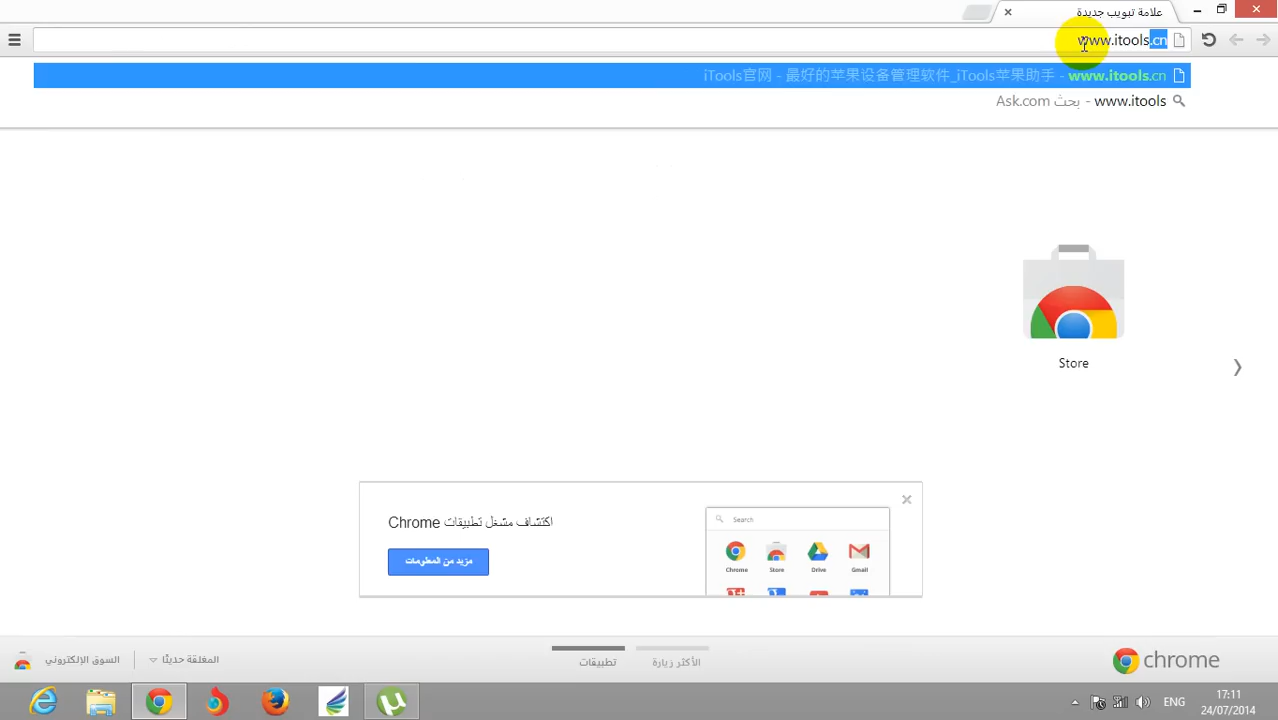 علامة تبويب جديدة
www.itools.cn
www.itools.cn - iTools官网 - 最好的苹果设备管理软件_iTools苹果助手
www.itools - بحث Ask.com
Store
اكتشاف مشغل تطبيقات Chrome
مزيد من المعلومات
Search
Chrome
Store
Drive
Gmail
السوق الإلكتروني
المغلقة حديثًا
تطبيقات
الأكثر زيارة
chrome
ENG
17:11
24/07/2014